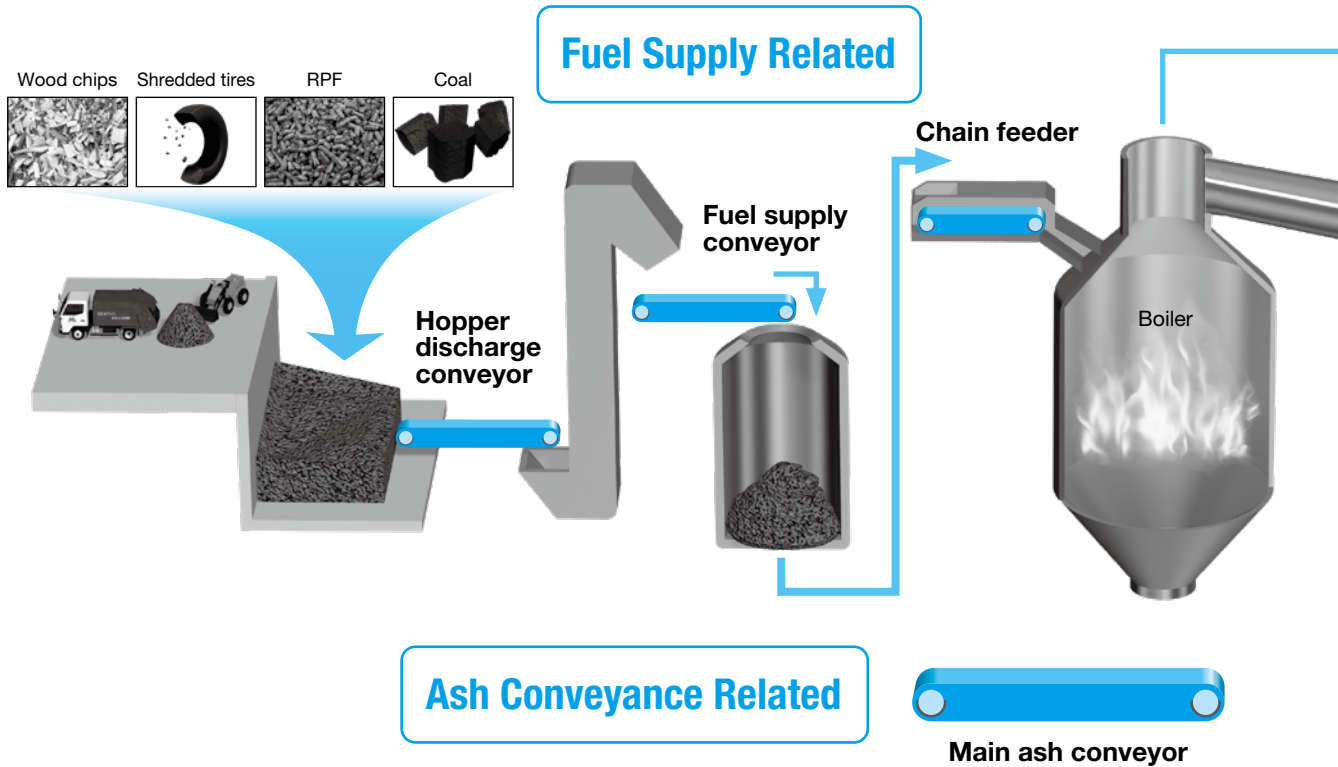 Fuel Supply Related
Wood chips
Shredded tires
RPF
Coal
Chain feeder
Fuel supply
conveyor
Hopper
discharge
conveyor
Boiler
Ash Conveyance Related
Main ash conveyor